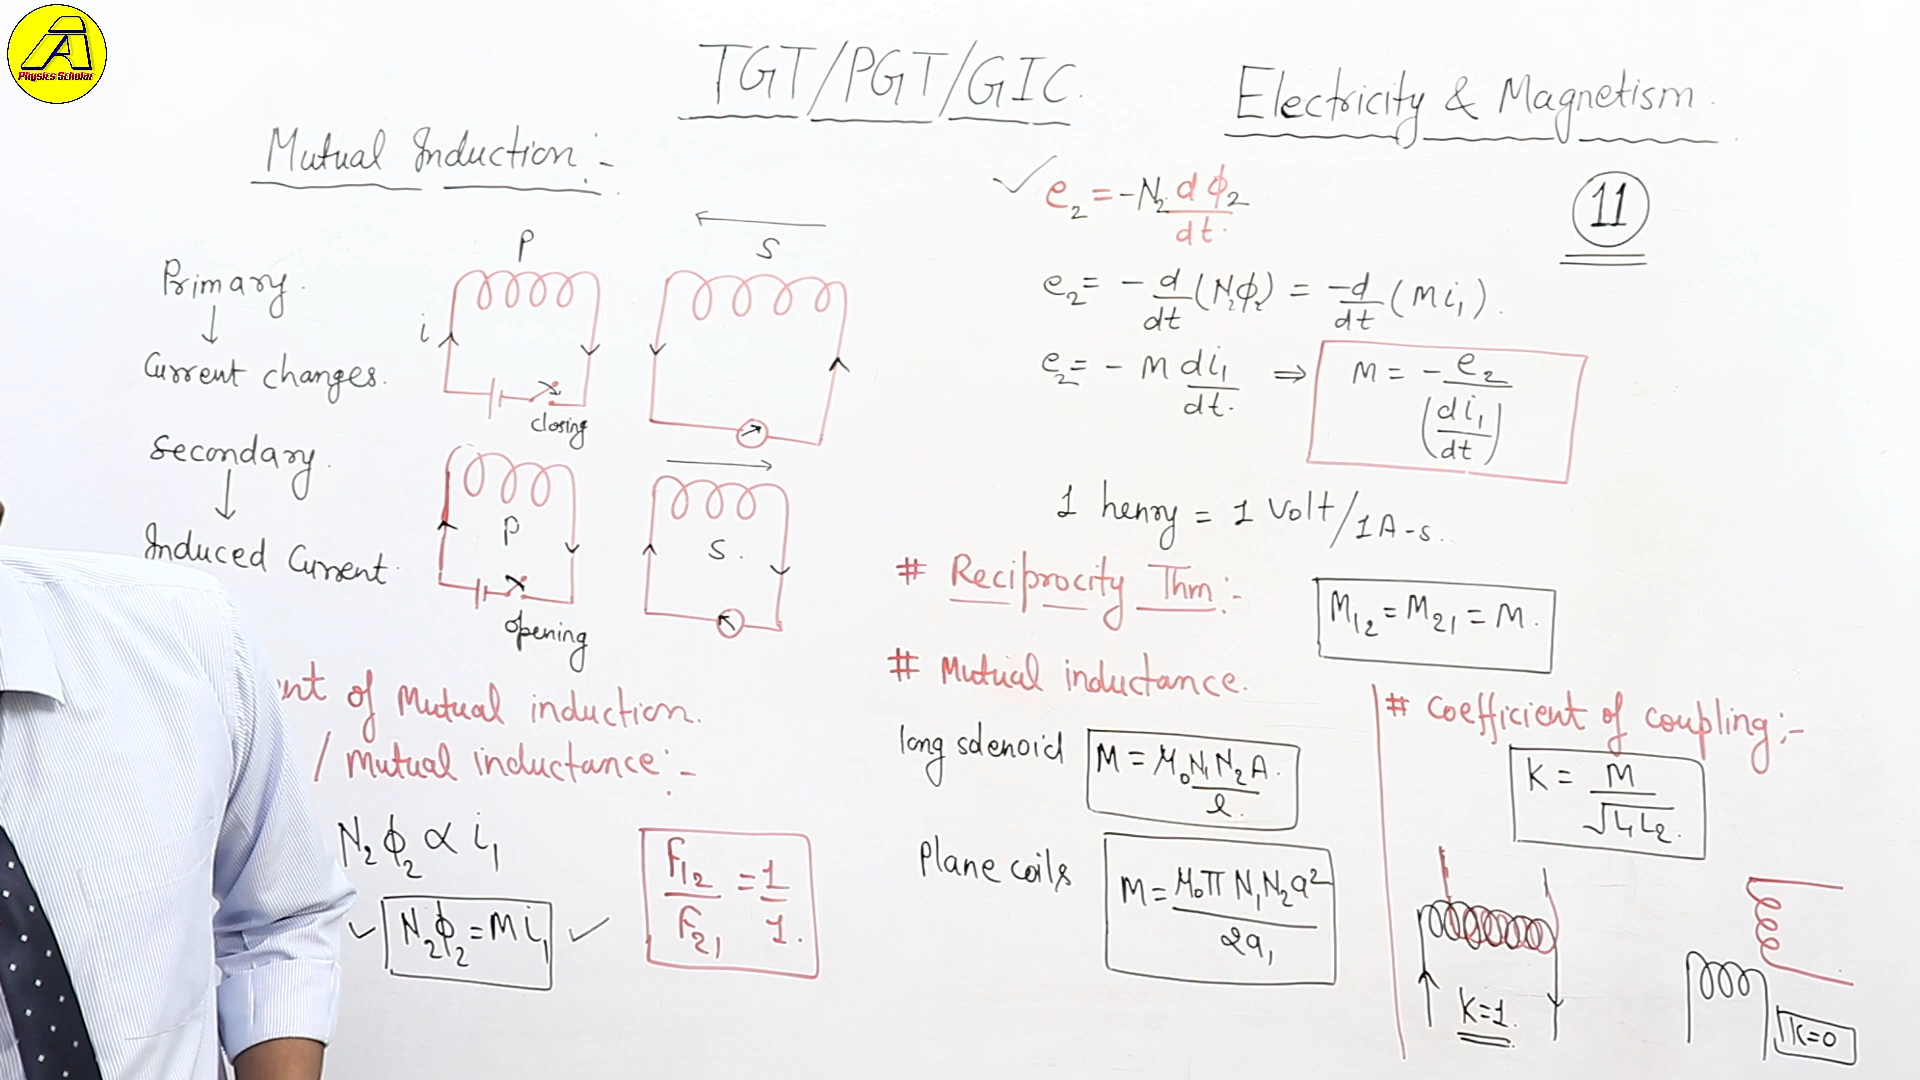 Physics Scholar
TGT/PGT/GIC.
Electricity & Magnetism.
11
Mutual Induction:-
Primary.
↓
Current changes.
Secondary.
↓
Induced Current.
P
i
closing
S
P
opening
S.
nt of Mutual induction.
/ Mutual inductance:-
N₂ϕ₂ ∝ i₁
N₂ϕ₂ = Mi₁
F₁₂/F₂₁ = 1/1.
e₂ = -N₂ dϕ₂/dt.
e₂ = - d/dt (N₂ϕ₂) = -d/dt (Mi₁).
e₂ = - M di₁/dt. ⇒ M = - e₂/(di₁/dt)
1 henry = 1 Volt/1A-s.
# Reciprocity Thm:-
M₁₂ = M₂₁ = M.
# Mutual inductance.
long solenoid M = μ₀N₁N₂A./l.
Plane coils M = μ₀π N₁N₂a²/2a₁
# Coefficient of coupling:-
K = M/√L₁L₂.
K=1.
K=0